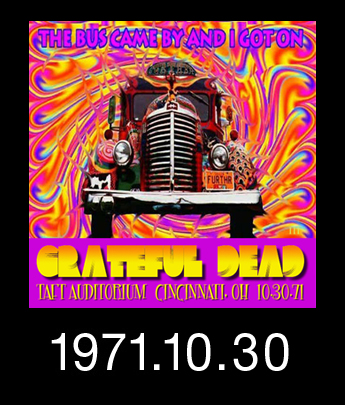 THE BUS CAME BY AND I GOT ON
FURTHR
GRATEFUL DEAD
TAFT AUDITORIUM CINCINNATI, OH 10-30-71
1971.10.30